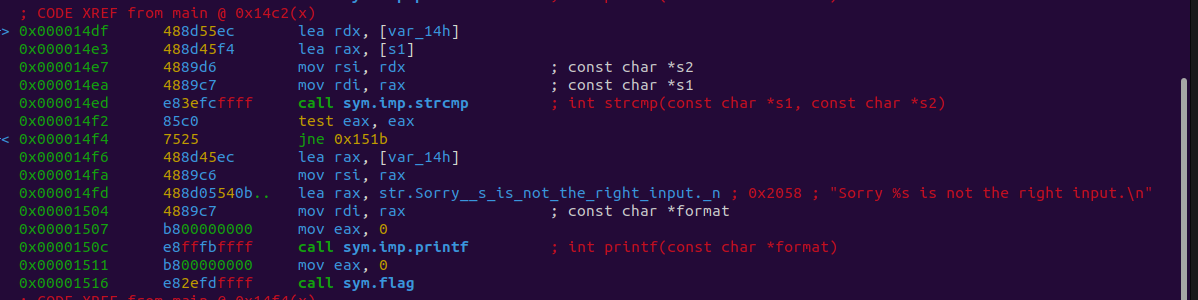 ; CODE XREF from main @ 0x14c2(x)
> 0x000014df 488d55ec lea rdx, [var_14h]
0x000014e3 488d45f4 lea rax, [s1]
0x000014e7 4889d6 mov rsi, rdx ; const char *s2
0x000014ea 4889c7 mov rdi, rax ; const char *s1
0x000014ed e83efcffff call sym.imp.strcmp ; int strcmp(const char *s1, const char *s2)
0x000014f2 85c0 test eax, eax
< 0x000014f4 7525 jne 0x151b
0x000014f6 488d45ec lea rax, [var_14h]
0x000014fa 4889c6 mov rsi, rax
0x000014fd 488d05540b.. lea rax, str.Sorry__s_is_not_the_right_input._n ; 0x2058 ; "Sorry %s is not the right input.\n"
0x00001504 4889c7 mov rdi, rax ; const char *format
0x00001507 b800000000 mov eax, 0
0x0000150c e8fffbffff call sym.imp.printf ; int printf(const char *format)
0x00001511 b800000000 mov eax, 0
0x00001516 e82efdffff call sym.flag
; CODE XREF from main @ 0x14f4(x)